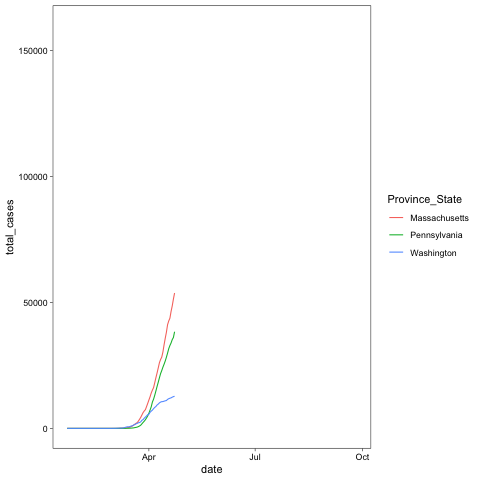 150000
100000
50000
0
total_cases
Apr
Jul
Oct
date
Province_State
Massachusetts
Pennsylvania
Washington